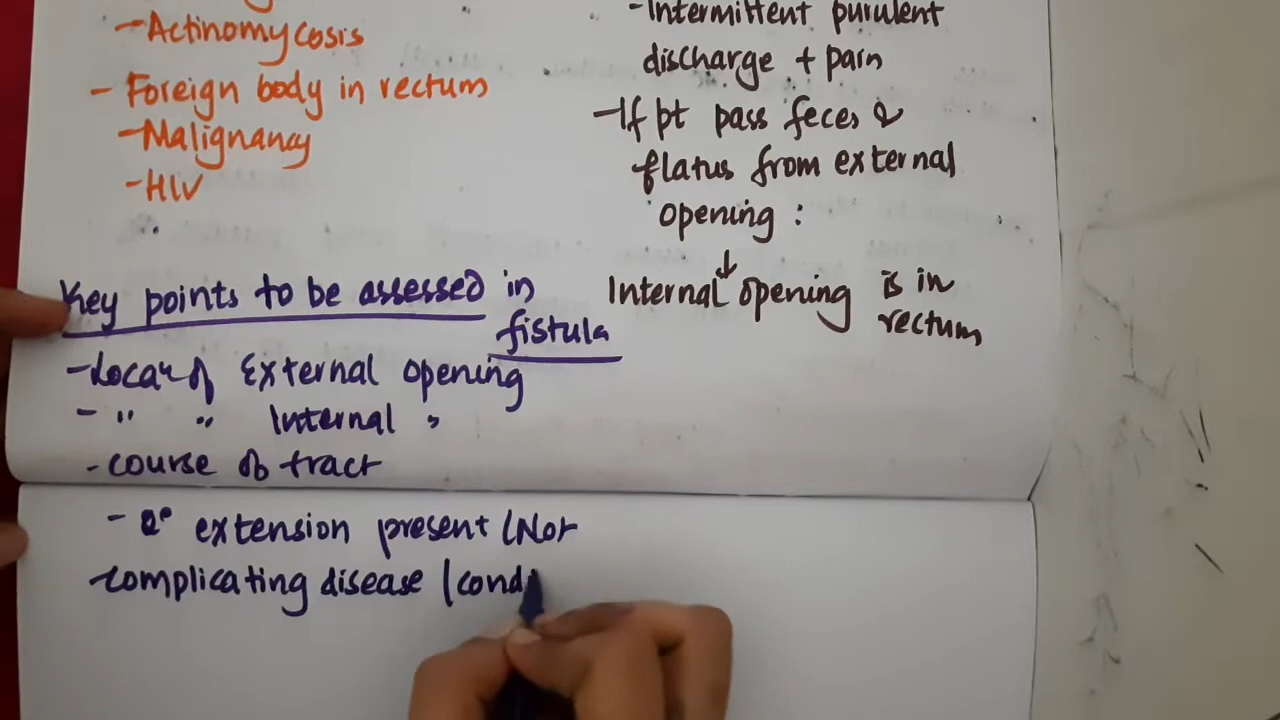 -Actinomycosis
- Foreign body in rectum
-Malignancy
-HIV
Key points to be assessed in
fistula
External opening
- " " Internal "
- course of tract
- 2° extension present (Not
-complicating disease (cond
-Intermittent purulent
discharge + pain
-If pt pass feces &
flatus from external
opening :
↓
Internal opening is in
rectum